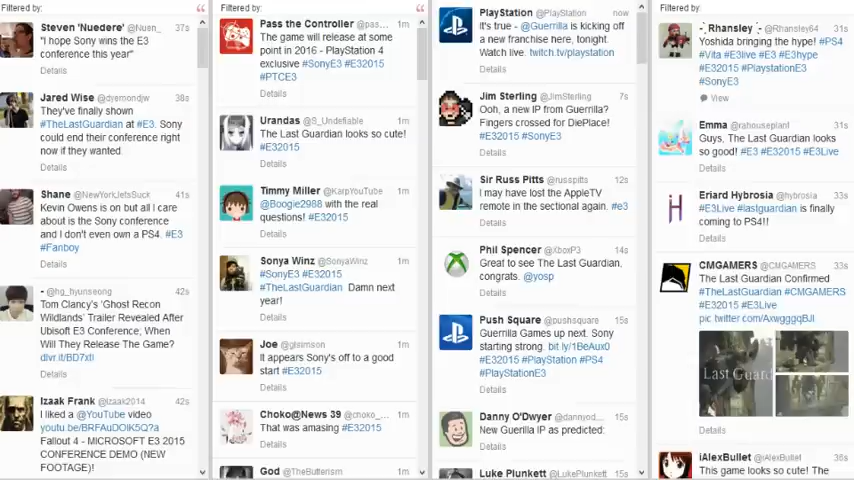 Filtered by:
Steven 'Nuedere' @Nuen_ 37s
"I hope Sony wins the E3
conference this year"
Details
Jared Wise @dyemondjw 38s
They've finally shown
#TheLastGuardian at #E3. Sony
could end their conference right
now if they wanted.
Details
Shane @NewYorkJetsSuck 41s
Kevin Owens is on but all I care
about is the Sony conference
and I don't even own a PS4. #E3
#Fanboy
Details
- @hg_hyunseong 42s
Tom Clancy's 'Ghost Recon
Wildlands' Trailer Revealed After
Ubisoft E3 Conference, When
Will They Release The Game?
Details
Izaak Frank @Izaak2014 42s
I liked a @YouTube video
Fallout 4 - MICROSOFT E3 2015
CONFERENCE DEMO (NEW
FOOTAGE)!
Filtered by:
Pass the Controller @pas... 1m
The game will release at some
point in 2016 - PlayStation 4
exclusive #SonyE3 #E32015
#PTCE3
Details
Urandas @S_Undefiable 1m
The Last Guardian looks so cute!
#E32015
Details
Timmy Miller @KarpYouTube 1m
@Boogie2988 with the real
questions! #E32015
Details
Sonya Winz @SonyaWinz 1m
#SonyE3 #E32015
#TheLastGuardian Damn next
year!
Details
Joe @glsimson 1m
It appears Sony's off to a good
start #E32015
Details
Choko@News 39 @choko_... 1m
That was amasing #E32015
Details
God @TheButterism 1m
PlayStation @PlayStation now
It's true - @Guerrilla is kicking off
a new franchise here, tonight.
Watch live. twitch.tv/playstation
Details
Jim Sterling @JimSterling 7s
Ooh, a new IP from Guerrilla?
Fingers crossed for DiePlace!
#E32015 #SonyE3
Details
Sir Russ Pitts @russpitts 12s
I may have lost the AppleTV
remote in the sectional again. #e3
Details
Phil Spencer @XboxP3 14s
Great to see The Last Guardian,
congrats. @yosp
Details
Push Square @pushsquare 15s
Guerrilla Games up next. Sony
starting strong. bit.ly/1BeAux0
#E32015 #PlayStation #PS4
#PlayStationE3
Details
Danny O'Dwyer @dannyod... 15s
New Guerilla IP as predicted:
Details
Luke Plunkett @LukePlunkett 15s
Filtered by:
Rhansley @Rhansley64 31s
Yoshida bringing the hype! #PS4
#Vita #E3live #E3 #E3hype
#E32015 #PlaystationE3
#SonyE3
View
Emma @rahouseplant 31s
Guys, The Last Guardian looks
so good! #E3 #E32015 #E3Live
Details
Eriard Hybrosia @hybrosia 33s
#E3Live #lastguardian is finally
coming to PS4!!
Details
CMGAMERS @CMGAMERS 33s
The Last Guardian Confirmed
#TheLastGuardian #CMGAMERS
#E32015 #E3Live
Last Guard
Details
iAlexBullet @iAlexBullet 36s
This game looks so cute! The